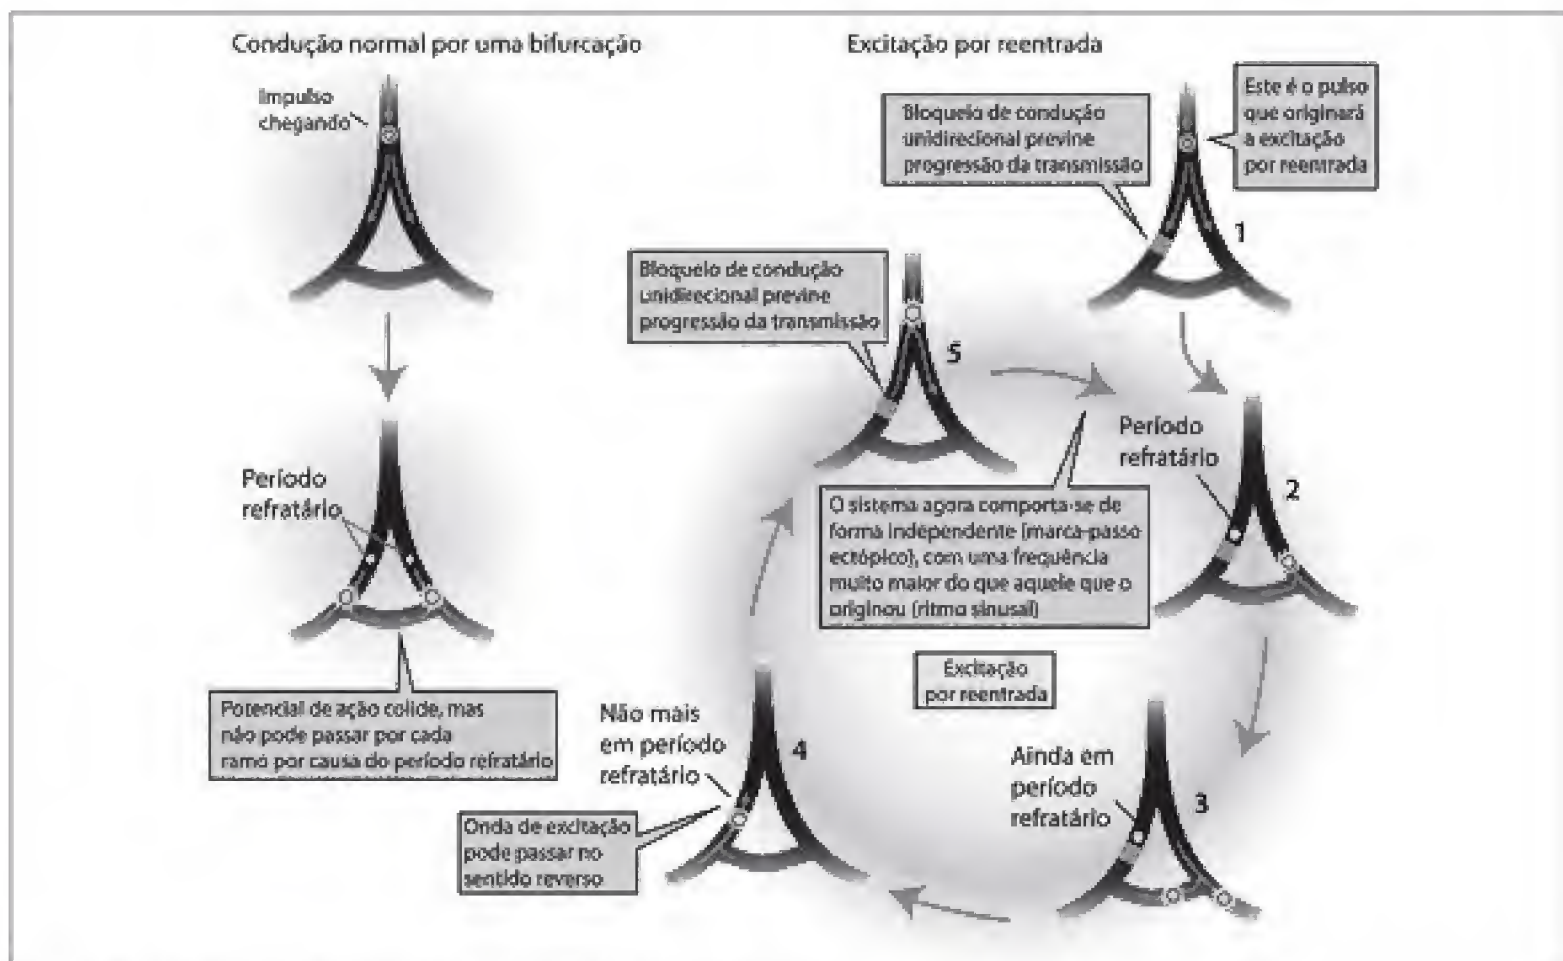 Condução normal por uma bifurcação
Impulso
chegando
Período
refratário
Potencial de ação colide, mas
não pode passar por cada
ramo por causa do período refratário
Excitação por reentrada
Bloqueio de condução
unidirecional previne
progressão da transmissão
Este é o pulso
que originará
a excitação
por reentrada
1
Bloqueio de condução
unidirecional previne
progressão da transmissão
5
Período
refratário
2
O sistema agora comporta-se de
forma independente (marca-passo
ectópico), com uma frequência
muito maior do que aquele que o
originou (ritmo sinusal)
Excitação
por reentrada
Ainda em
período
refratário
3
Não mais
em período
refratário
4
Onda de excitação
pode passar no
sentido reverso